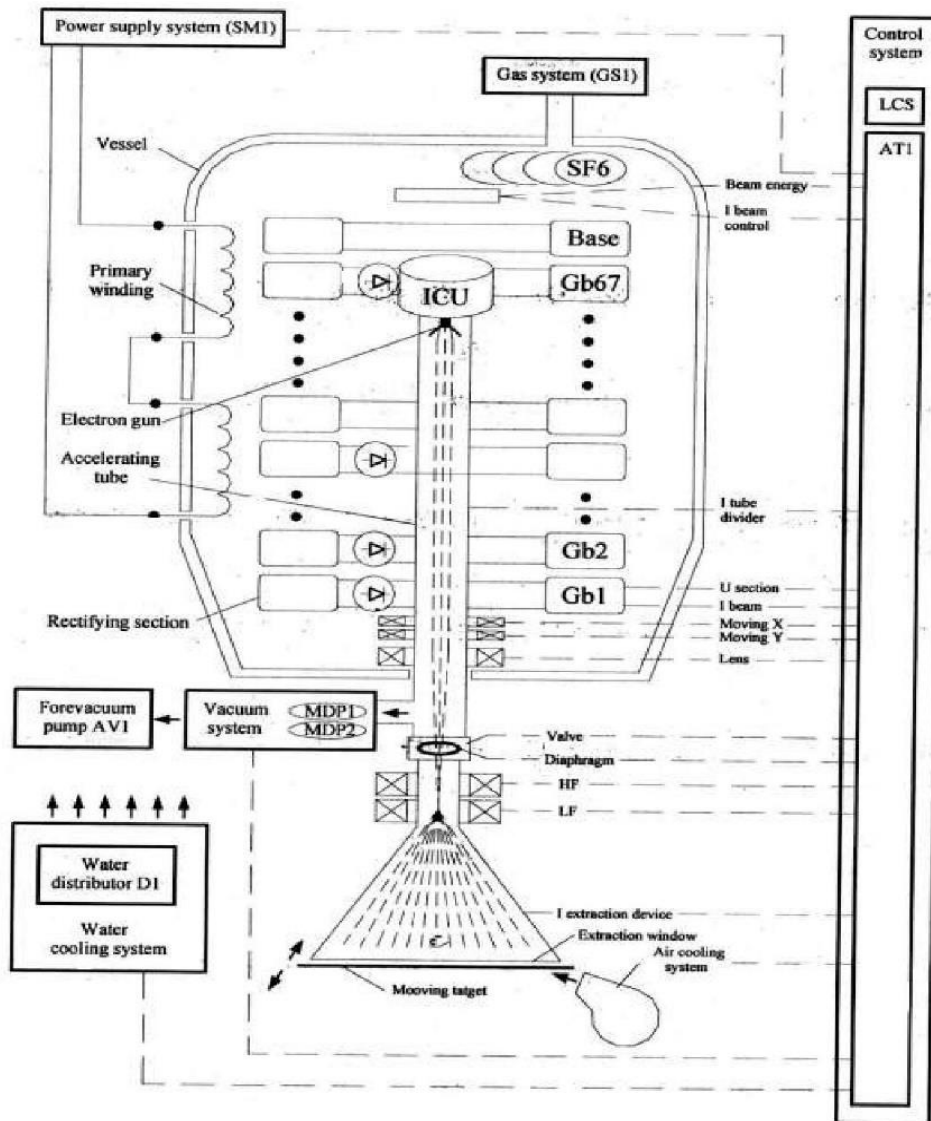 Power supply system (SM1)
Gas system (GS1)
Control
system
LCS
AT1
Vessel
SF6
Beam energy
I beam
control
Base
Primary
winding
ICU
Gb67
Electron gun
Accelerating
tube
I tube
divider
Gb2
U section
Gb1
I beam
Rectifying section
Moving X
Moving Y
Lens
Forevacuum
pump AV1
Vacuum
system
MDP1
MDP2
Valve
Diaphragm
HF
LF
Water
distributor D1
Water
cooling system
I extraction device
e-
Extraction window
Air cooling
system
Mooving tatget